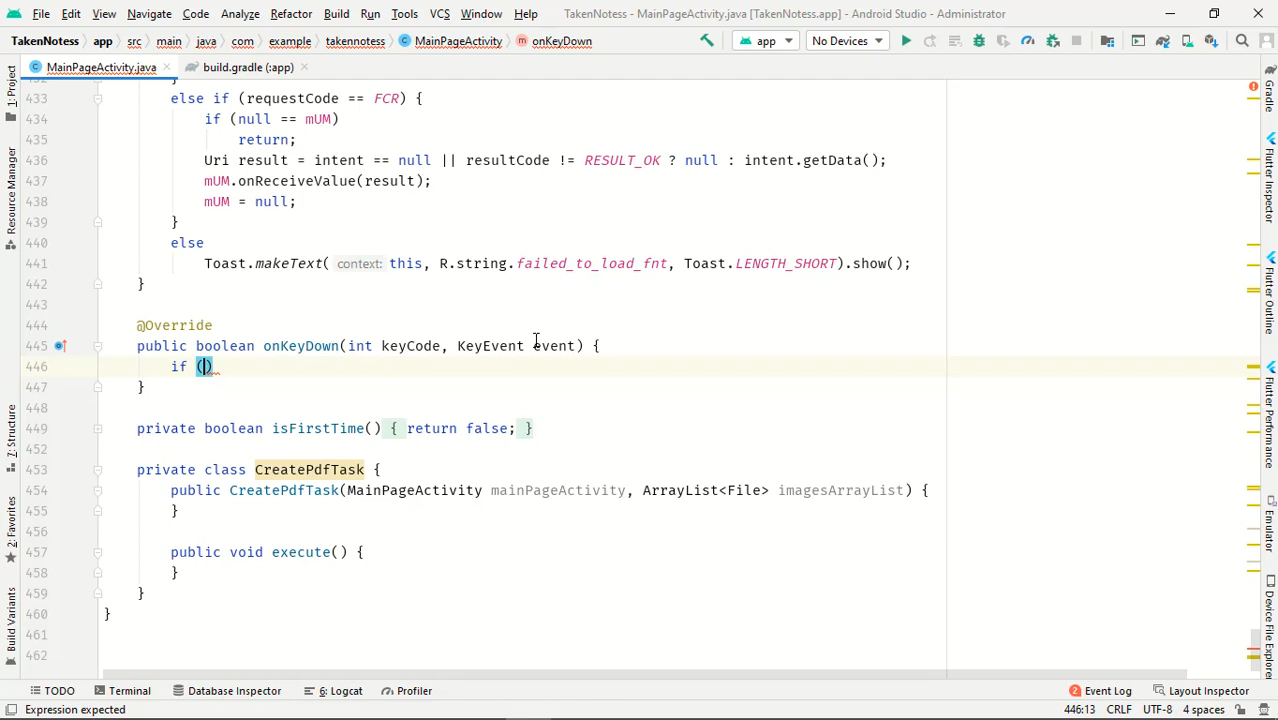 File Edit View Navigate Code Analyze Refactor Build Run Tools VCS Window Help TakenNotess - MainPageActivity.java [TakenNotess.app] - Android Studio - Administrator
TakenNotess app src main java com example takennotess MainPageActivity onKeyDown app No Devices
MainPageActivity.java build.gradle (:app)
433 else if (requestCode == FCR) {
434 if (null == mUM)
435 return;
436 Uri result = intent == null || resultCode != RESULT_OK ? null : intent.getData();
437 mUM.onReceiveValue(result);
438 mUM = null;
439 }
440 else
441 Toast.makeText( context: this, R.string.failed_to_load_fnt, Toast.LENGTH_SHORT).show();
442 }
443
444 @Override
445 public boolean onKeyDown(int keyCode, KeyEvent event) {
446 if ()
447 }
448
449 private boolean isFirstTime() { return false; }
452
453 private class CreatePdfTask {
454 public CreatePdfTask(MainPageActivity mainPageActivity, ArrayList<File> imagesArrayList) {
455 }
456
457 public void execute() {
458 }
459 }
460 }
461
462
1: Project
Resource Manager
Z: Structure
2: Favorites
Build Variants
Gradle
Flutter Inspector
Flutter Outline
Flutter Performance
Emulator
Device File Explorer
TODO Terminal Database Inspector 6: Logcat Profiler 2 Event Log Layout Inspector
Expression expected 446:13 CRLF UTF-8 4 spaces